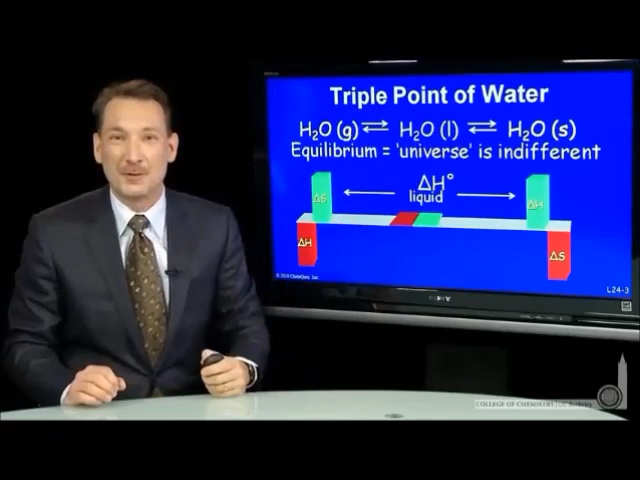 Triple Point of Water
H₂O (g) ⇌ H₂O (l) ⇌ H₂O (s)
Equilibrium = 'universe' is indifferent
ΔH°
liquid
ΔS
ΔH
ΔH
ΔS
© 2010 ChemQuiz, Inc.
L24-3
SONY
COLLEGE OF CHEMISTRY | UC Berkeley